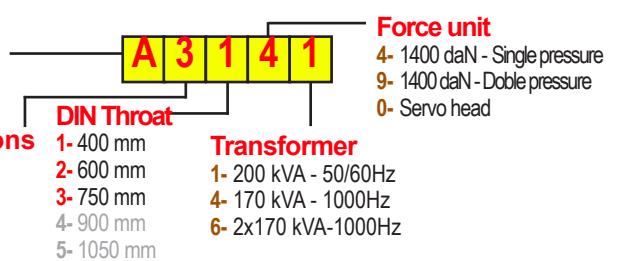 A 3 1 4 1
Force unit
4- 1400 daN - Single pressure
9- 1400 daN - Doble pressure
0- Servo head
DIN Throat
1- 400 mm
2- 600 mm
3- 750 mm
4- 900 mm
5- 1050 mm
ons
Transformer
1- 200 kVA - 50/60Hz
4- 170 kVA - 1000Hz
6- 2x170 kVA-1000Hz